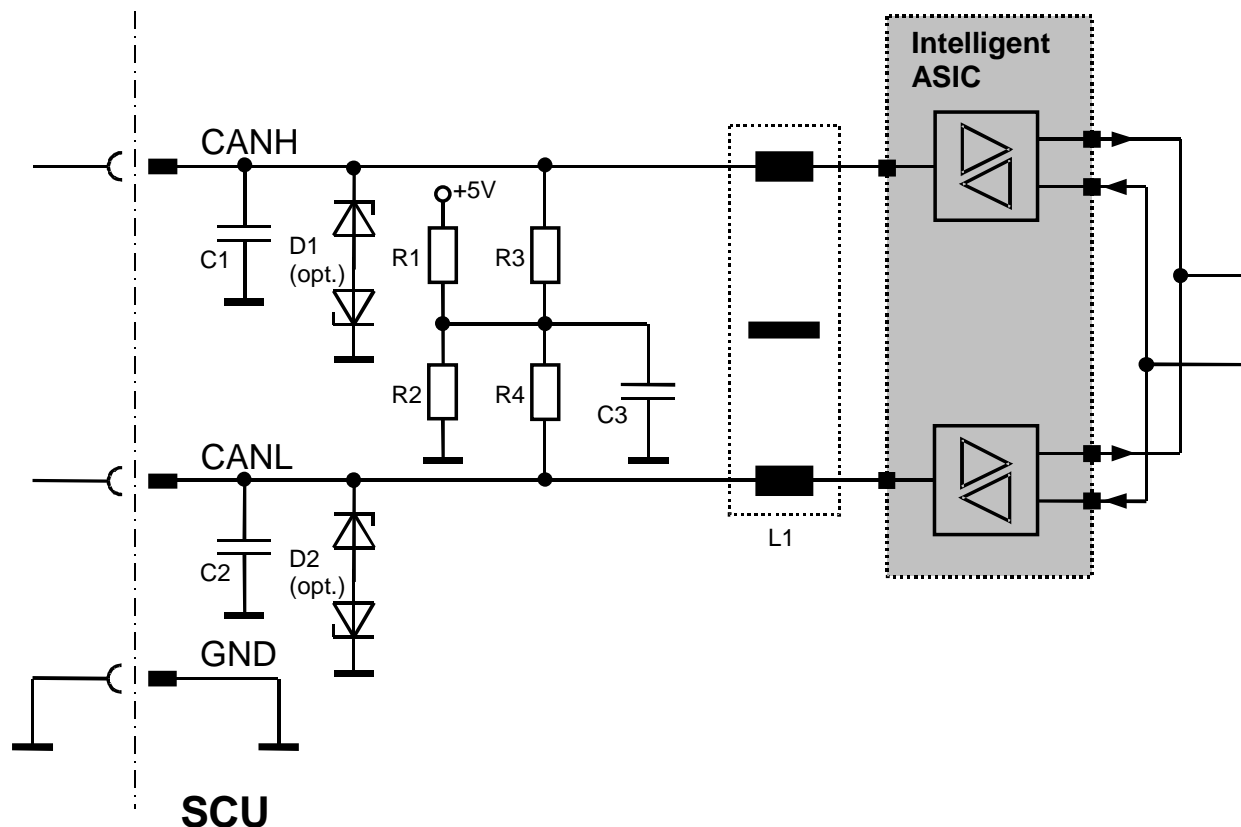 Intelligent
ASIC
CANH
+5V
C1
D1
(opt.)
R1
R3
R2
R4
C3
CANL
C2
D2
(opt.)
L1
GND
SCU